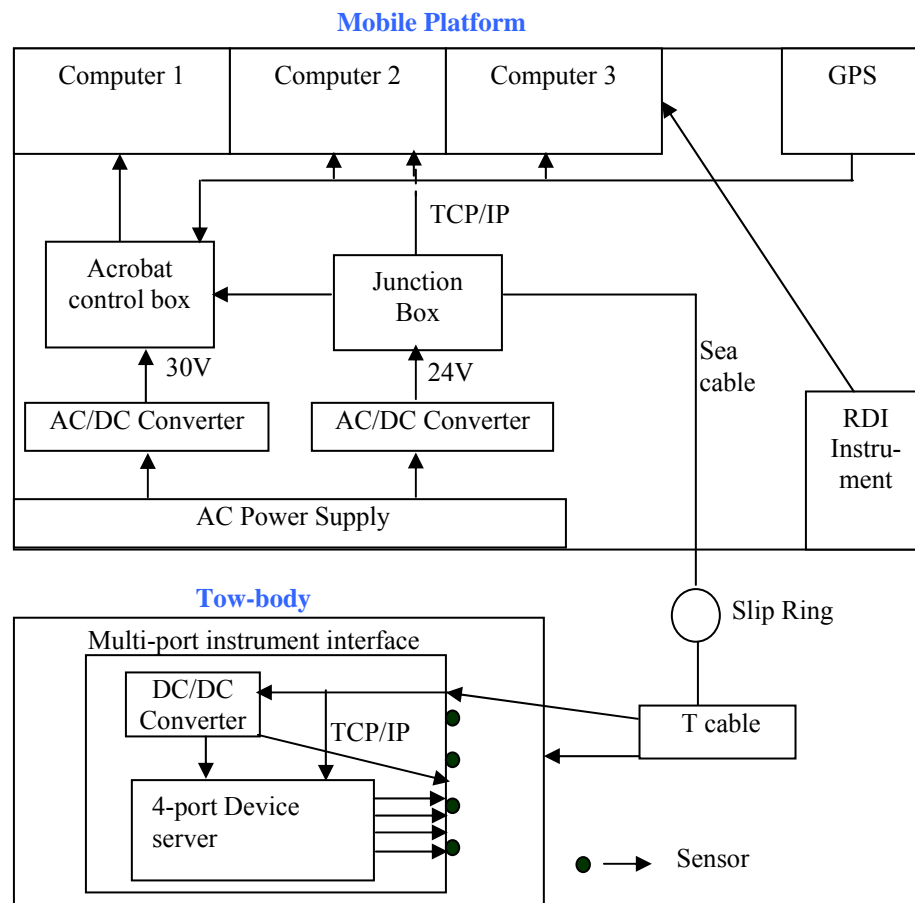 Mobile Platform
Computer 1
Computer 2
Computer 3
GPS
TCP/IP
Acrobat
control box
Junction
Box
Sea
cable
30V
24V
AC/DC Converter
AC/DC Converter
RDI
Instru-
ment
AC Power Supply
Tow-body
Slip Ring
Multi-port instrument interface
DC/DC
Converter
TCP/IP
T cable
4-port Device
server
Sensor